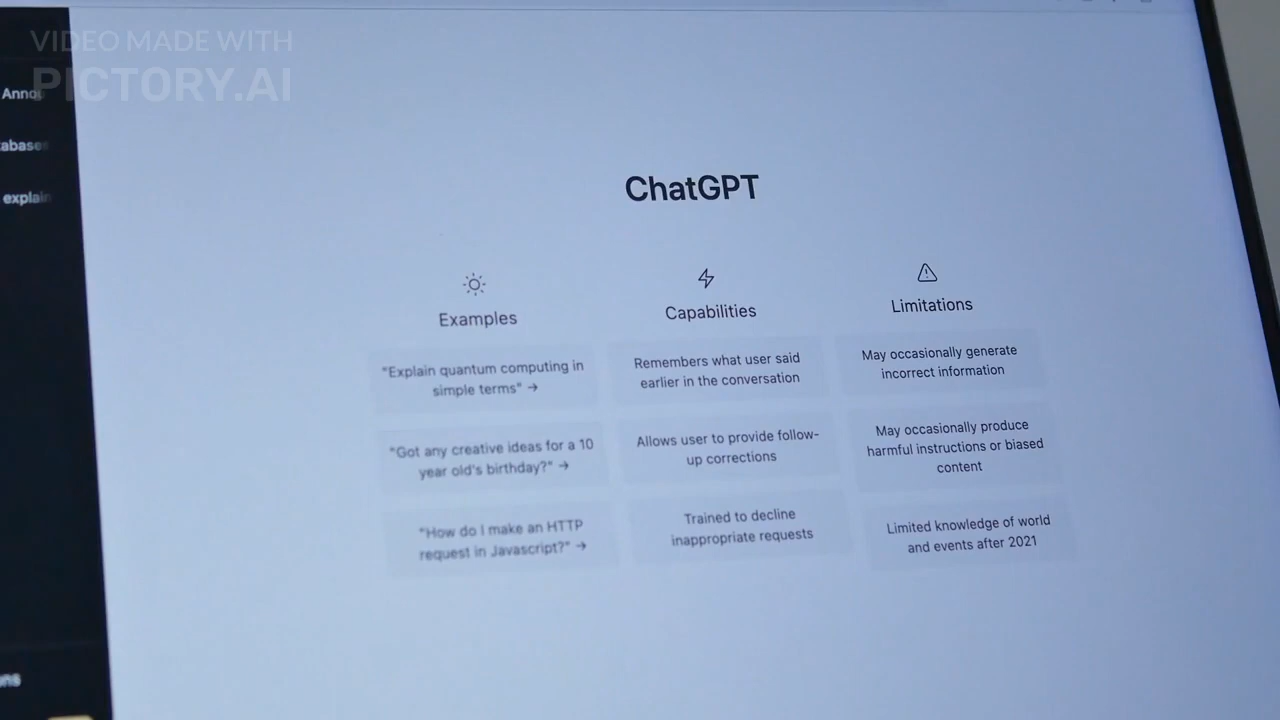 VIDEO MADE WITH
PICTORY.AI
explain
ChatGPT
Examples
"Explain quantum computing in
simple terms" →
"Got any creative ideas for a 10
year old's birthday?" →
"How do I make an HTTP
request in Javascript?" →
Capabilities
Remembers what user said
earlier in the conversation
Allows user to provide follow-
up corrections
Trained to decline
inappropriate requests
Limitations
May occasionally generate
incorrect information
May occasionally produce
harmful instructions or biased
content
Limited knowledge of world
and events after 2021